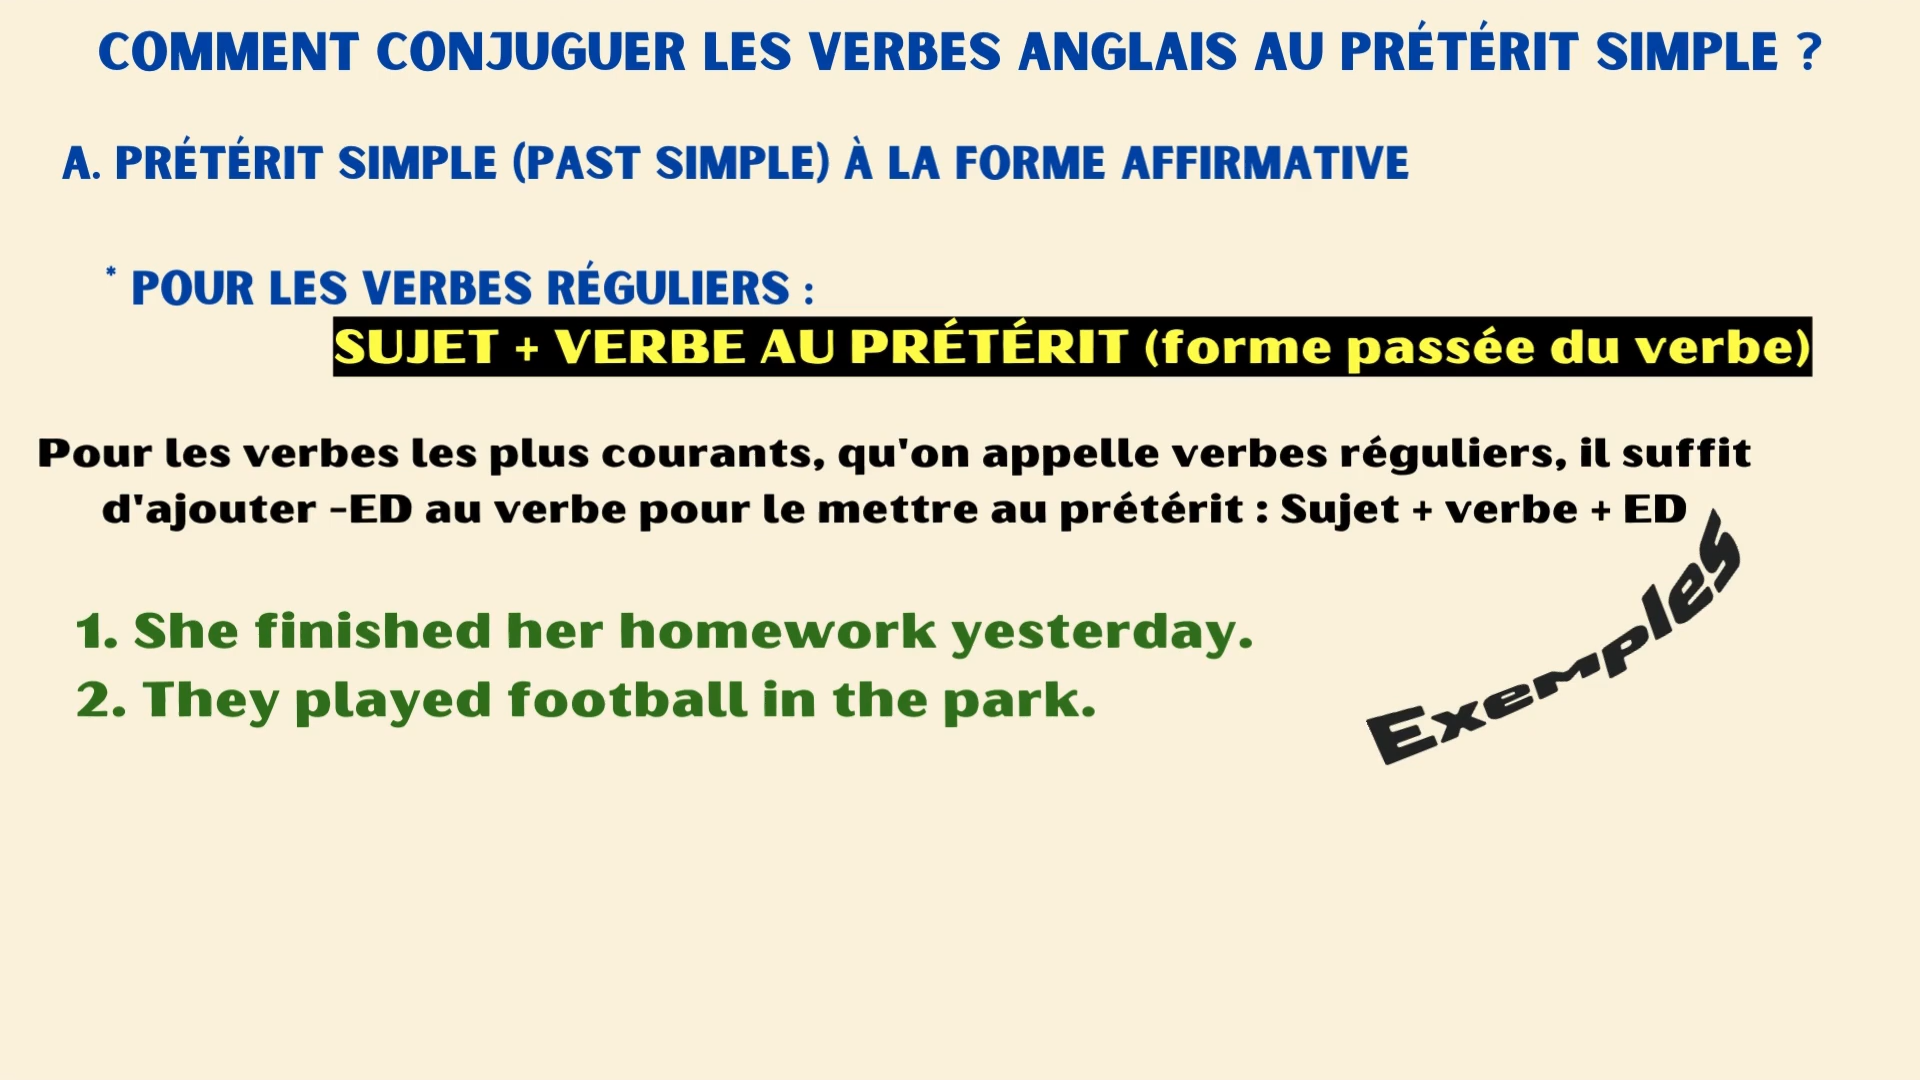 COMMENT CONJUGUER LES VERBES ANGLAIS AU PRÉTÉRIT SIMPLE ?
A. PRÉTÉRIT SIMPLE (PAST SIMPLE) À LA FORME AFFIRMATIVE
* POUR LES VERBES RÉGULIERS :
SUJET + VERBE AU PRÉTÉRIT (forme passée du verbe)
Pour les verbes les plus courants, qu'on appelle verbes réguliers, il suffit
d'ajouter -ED au verbe pour le mettre au prétérit : Sujet + verbe + ED
Exemples
1. She finished her homework yesterday.
2. They played football in the park.